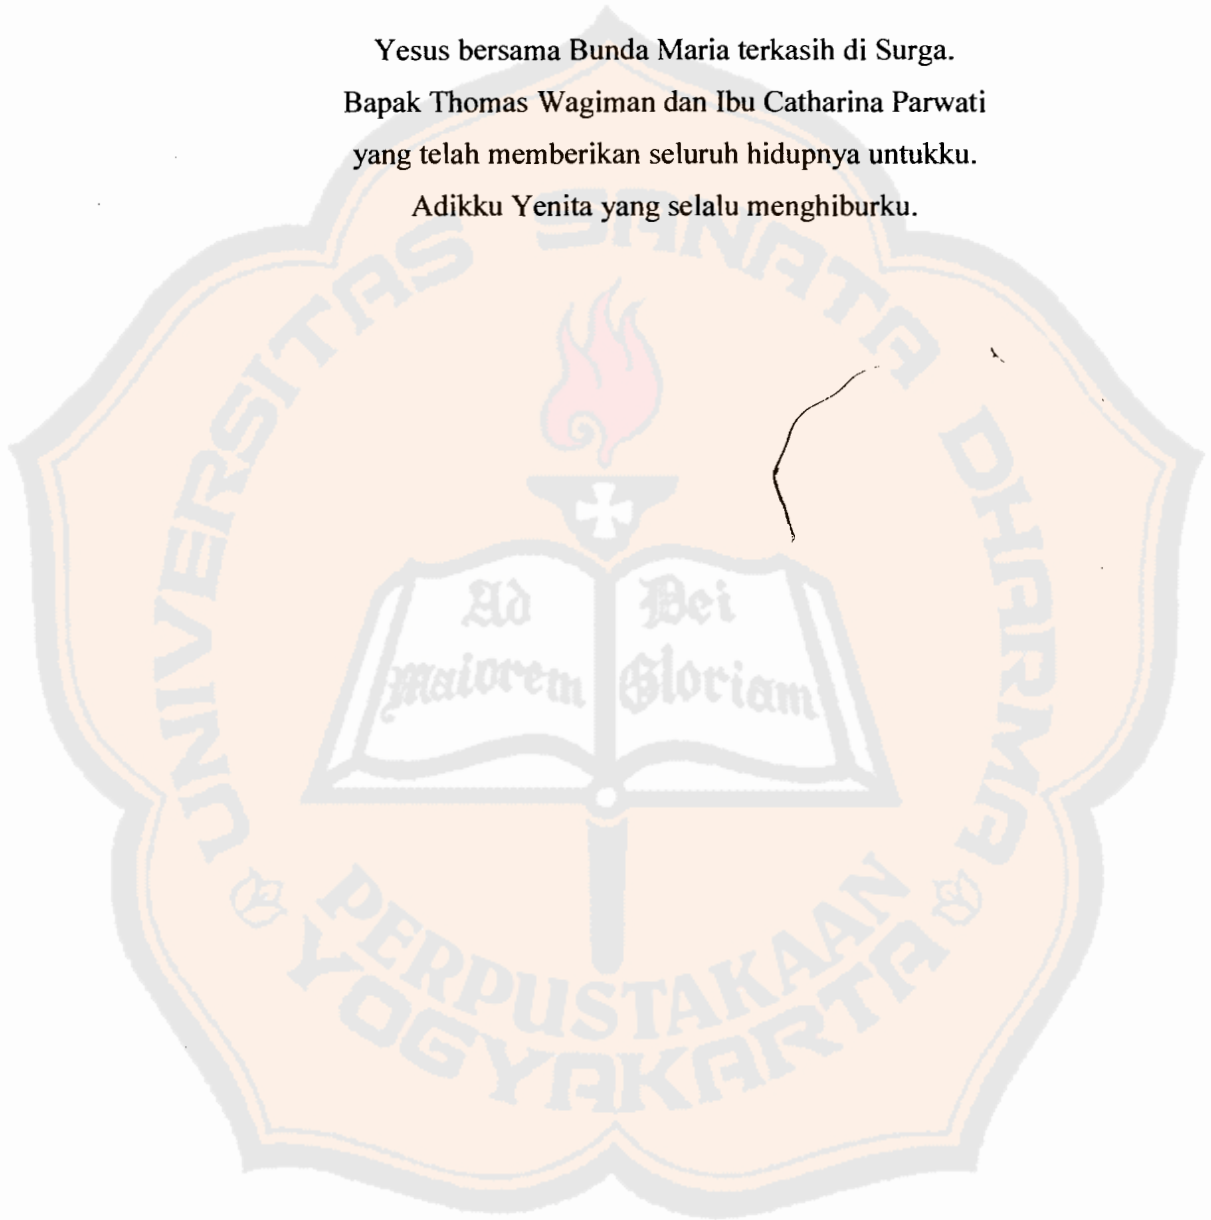 Yesus bersama Bunda Maria terkasih di Surga.
Bapak Thomas Wagiman dan Ibu Catharina Parwati
yang telah memberikan seluruh hidupnya untukku.
Adikku Yenita yang selalu menghiburku.
UNIVERSITAS SANATA DHARMA
Ad Dei
maiorem Gloriam
PERPUSTAKAAN
YOGYAKARTA